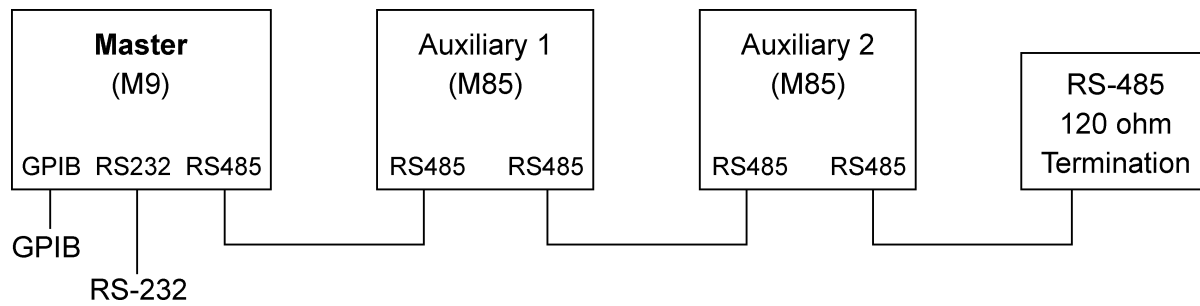 Master
(M9)
GPIB RS232 RS485
GPIB
RS-232
Auxiliary 1
(M85)
RS485 RS485
Auxiliary 2
(M85)
RS485 RS485
RS-485
120 ohm
Termination